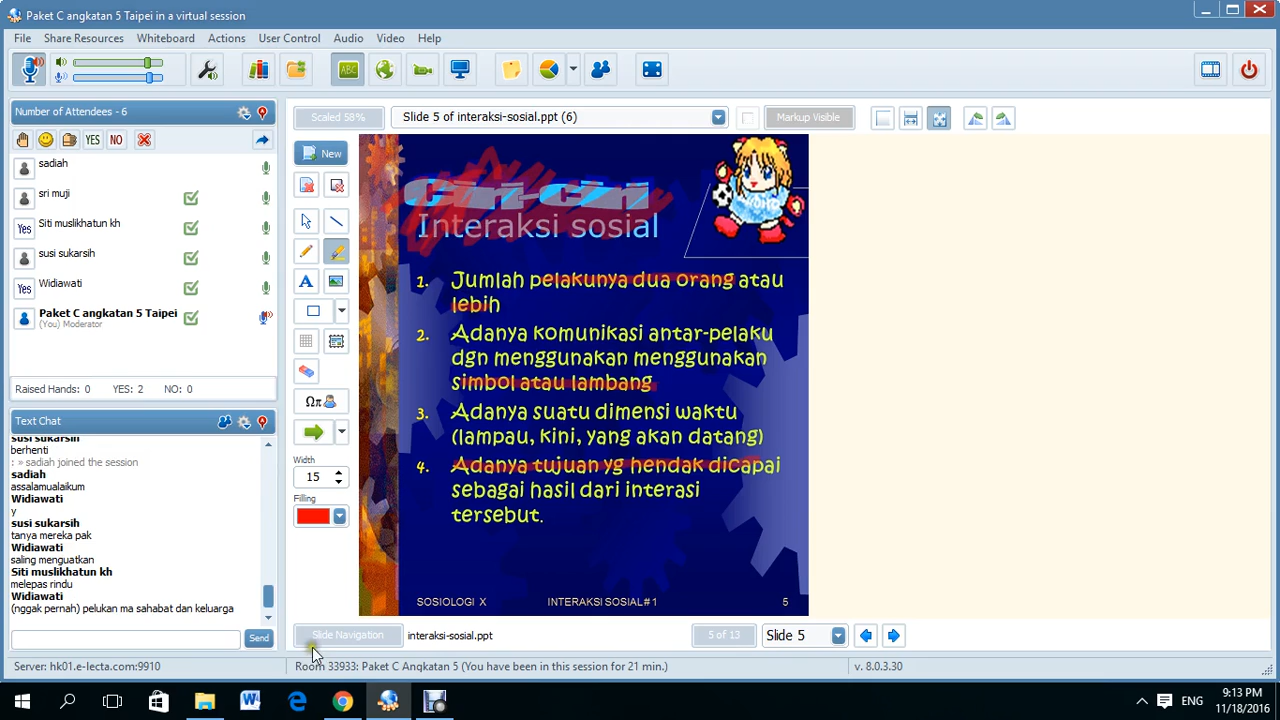 Paket C angkatan 5 Taipei in a virtual session
File Share Resources Whiteboard Actions User Control Audio Video Help
ABC
Number of Attendees - 6
YES NO
sadiah
sri muji
Yes Siti muslikhatun kh
susi sukarsih
Yes Widiawati
Paket C angkatan 5 Taipei
(You) Moderator
Raised Hands: 0 YES: 2 NO: 0
Text Chat
susi sukarsih
berhenti
: » sadiah joined the session
sadiah
assalamualaikum
Widiawati
y
susi sukarsih
tanya mereka pak
Widiawati
saling menguatkan
Siti muslikhatun kh
melepas rindu
Widiawati
(nggak pernah) pelukan ma sahabat dan keluarga
Send
Scaled 58%
Slide 5 of interaksi-sosial.ppt (6)
Markup Visible
New
A
Ωπ
Width
15
Filling
Ciri-Ciri
Interaksi sosial
1. Jumlah pelakunya dua orang atau
lebih
2. Adanya komunikasi antar-pelaku
dgn menggunakan menggunakan
simbol atau lambang
3. Adanya suatu dimensi waktu
(lampau, kini, yang akan datang)
4. Adanya tujuan yg hendak dicapai
sebagai hasil dari interasi
tersebut.
SOSIOLOGI X INTERAKSI SOSIAL#1 5
Slide Navigation
interaksi-sosial.ppt
5 of 13
Slide 5
Server: hk01.e-lecta.com:9910
Room 33933: Paket C Angkatan 5 (You have been in this session for 21 min.)
v. 8.0.3.30
ENG
9:13 PM
11/18/2016